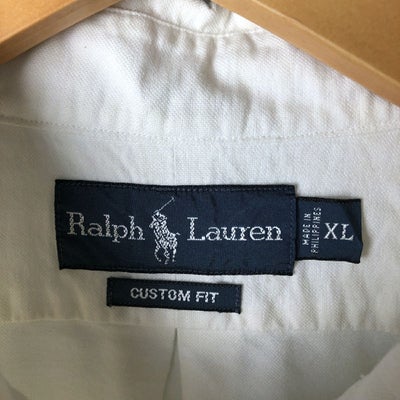 Ralph Lauren
MADE IN
PHILIPPINES
XL
CUSTOM FIT